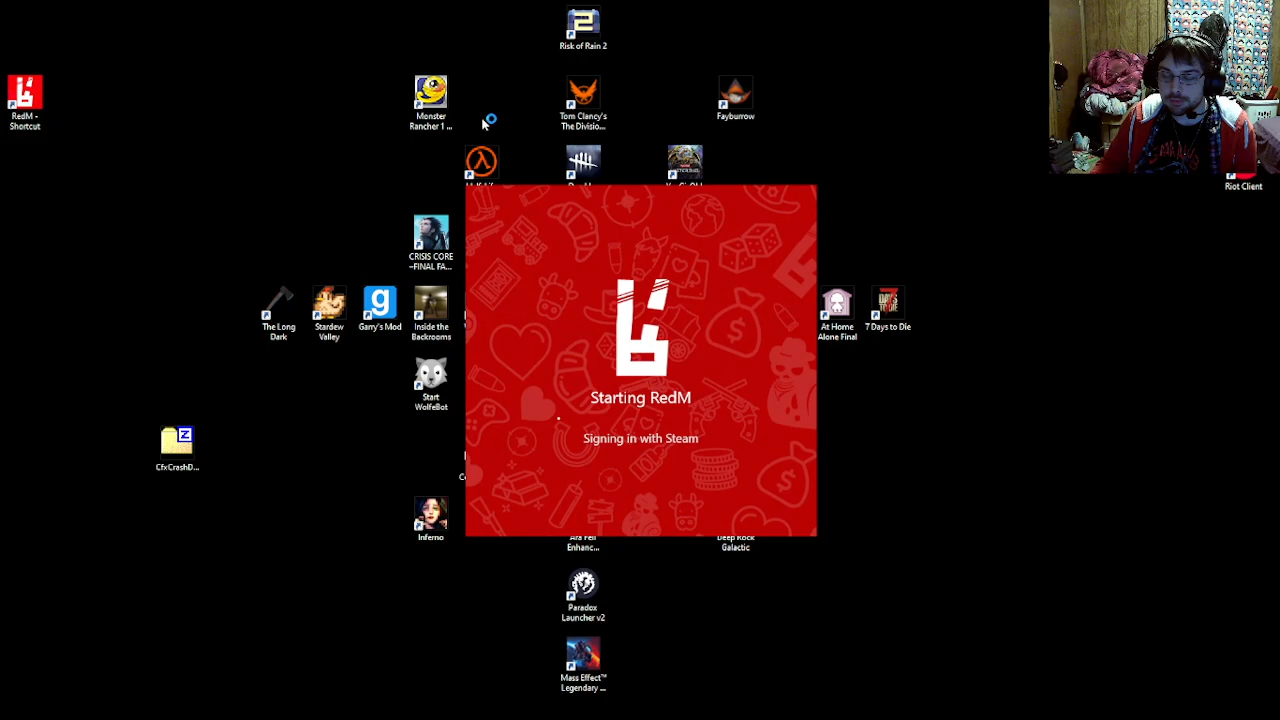 Risk of Rain 2
RedM -
Shortcut
Monster
Rancher 1 ...
Tom Clancy's
The Divisio...
Fayburrow
Riot Client
CRISIS CORE
–FINAL FA...
Starting RedM
Signing in with Steam
The Long
Dark
Stardew
Valley
Garry's Mod
Inside the
Backrooms
At Home
Alone Final
7 Days to Die
Start
WolfeBot
CfxCrashD...
Inferno
Ara Fell
Enhanc...
Deep Rock
Galactic
Paradox
Launcher v2
Mass Effect™
Legendary ...